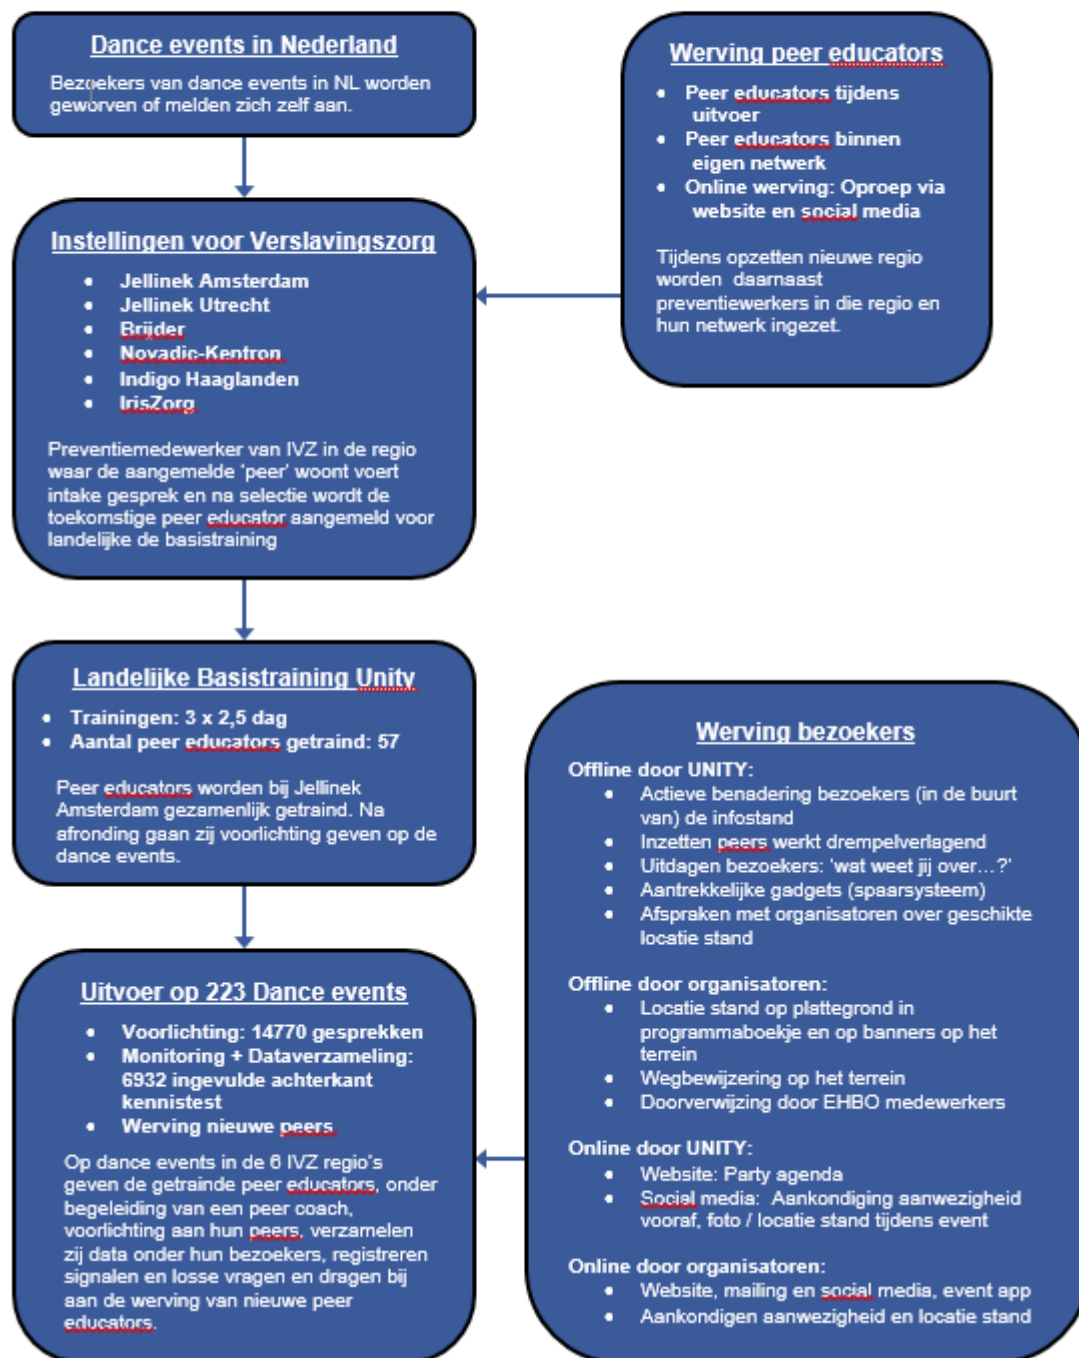 Dance events in Nederland
Bezoekers van dance events in NL worden
geworven of melden zich zelf aan.
Werving peer educators
• Peer educators tijdens
uitvoer
• Peer educators binnen
eigen netwerk
• Online werving: Oproep via
website en social media
Tijdens opzetten nieuwe regio
worden daarnaast
preventiewerkers in die regio en
hun netwerk ingezet.
Instellingen voor Verslavingszorg
• Jellinek Amsterdam
• Jellinek Utrecht
• Brijder
• Novadic-Kentron
• Indigo Haaglanden
• IrisZorg
Preventiemedewerker van IVZ in de regio
waar de aangemelde ‘peer’ woont voert
intake gesprek en na selectie wordt de
toekomstige peer educator aangemeld voor
landelijke de basistraining
Landelijke Basistraining Unity
• Trainingen: 3 x 2,5 dag
• Aantal peer educators getraind: 57
Peer educators worden bij Jellinek
Amsterdam gezamenlijk getraind. Na
afronding gaan zij voorlichting geven op de
dance events.
Uitvoer op 223 Dance events
• Voorlichting: 14770 gesprekken
• Monitoring + Dataverzameling:
6932 ingevulde achterkant
kennistest
• Werving nieuwe peers
Op dance events in de 6 IVZ regio's
geven de getrainde peer educators, onder
begeleiding van een peer coach,
voorlichting aan hun peers, verzamelen
zij data onder hun bezoekers, registreren
signalen en losse vragen en dragen bij
aan de werving van nieuwe peer
educators.
Werving bezoekers
Offline door UNITY:
• Actieve benadering bezoekers (in de buurt
van) de infostand
• Inzetten peers werkt drempelverlagend
• Uitdagen bezoekers: ‘wat weet jij over…?’
• Aantrekkelijke gadgets (spaarsysteem)
• Afspraken met organisatoren over geschikte
locatie stand
Offline door organisatoren:
• Locatie stand op plattegrond in
programmaboekje en op banners op het
terrein
• Wegbewijzering op het terrein
• Doorverwijzing door EHBO medewerkers
Online door UNITY:
• Website: Party agenda
• Social media: Aankondiging aanwezigheid
vooraf, foto / locatie stand tijdens event
Online door organisatoren:
• Website, mailing en social media, event app
• Aankondigen aanwezigheid en locatie stand